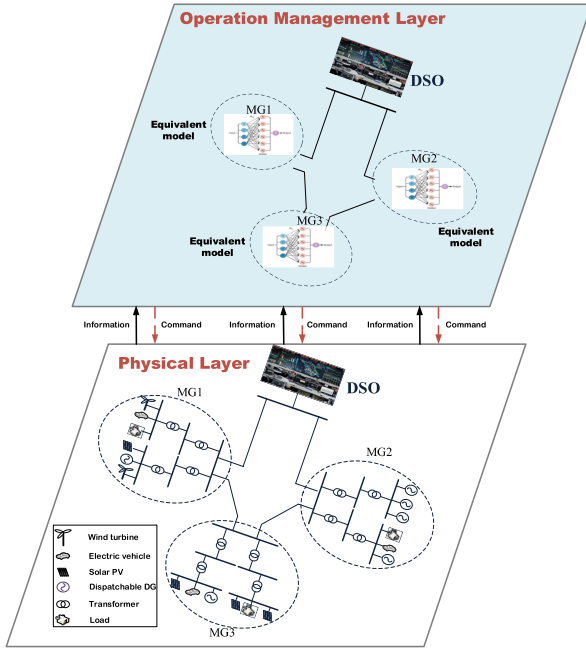 Operation Management Layer
DSO
MG1
Equivalent
model
MG2
MG3
Equivalent
model
Equivalent
model
Information
Command
Information
Command
Information
Command
Physical Layer
DSO
MG1
MG2
MG3
Wind turbine
Electric vehicle
Solar PV
Dispatchable DG
Transformer
Load